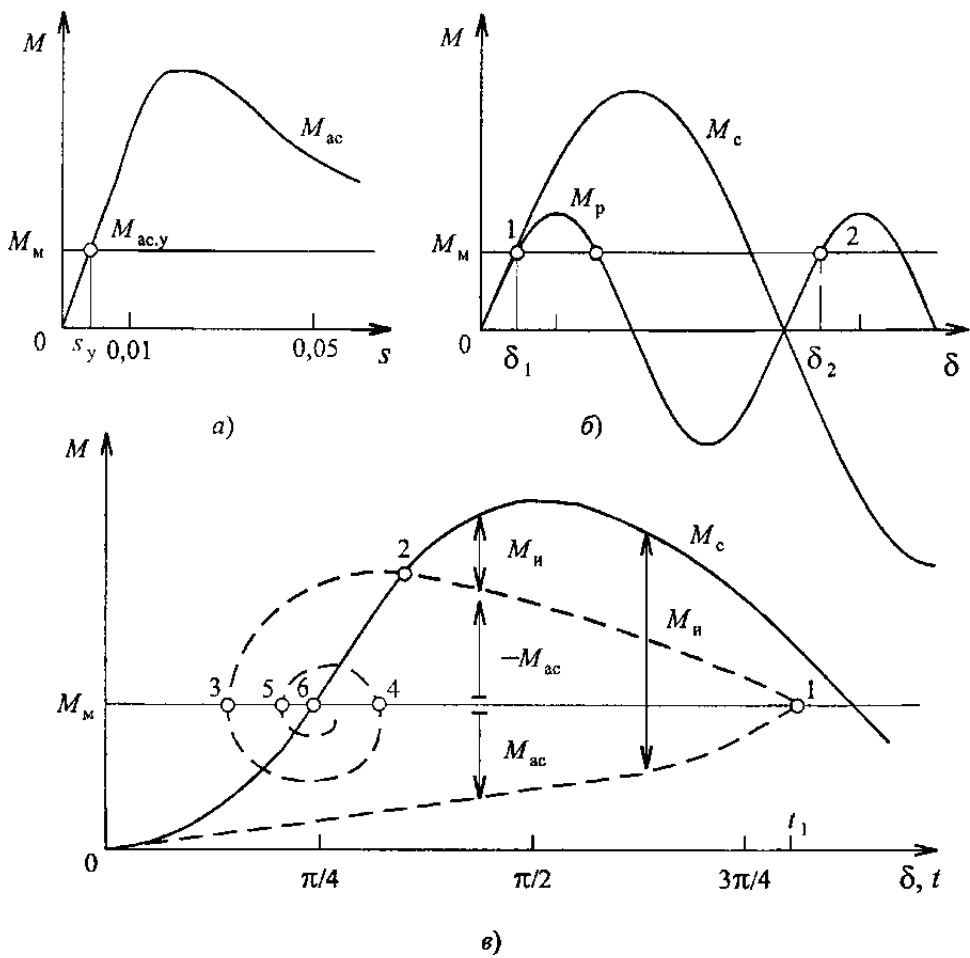 M
M_ас
M_м
M_ас.у
0
s_у
0,01
0,05
s
а)
M
M_с
M_р
1
2
M_м
0
δ_1
δ_2
δ
б)
M
2
M_и
M_с
M_и
−M_ас
3
5
6
4
1
M_м
M_ас
t_1
0
π/4
π/2
3π/4
δ, t
в)